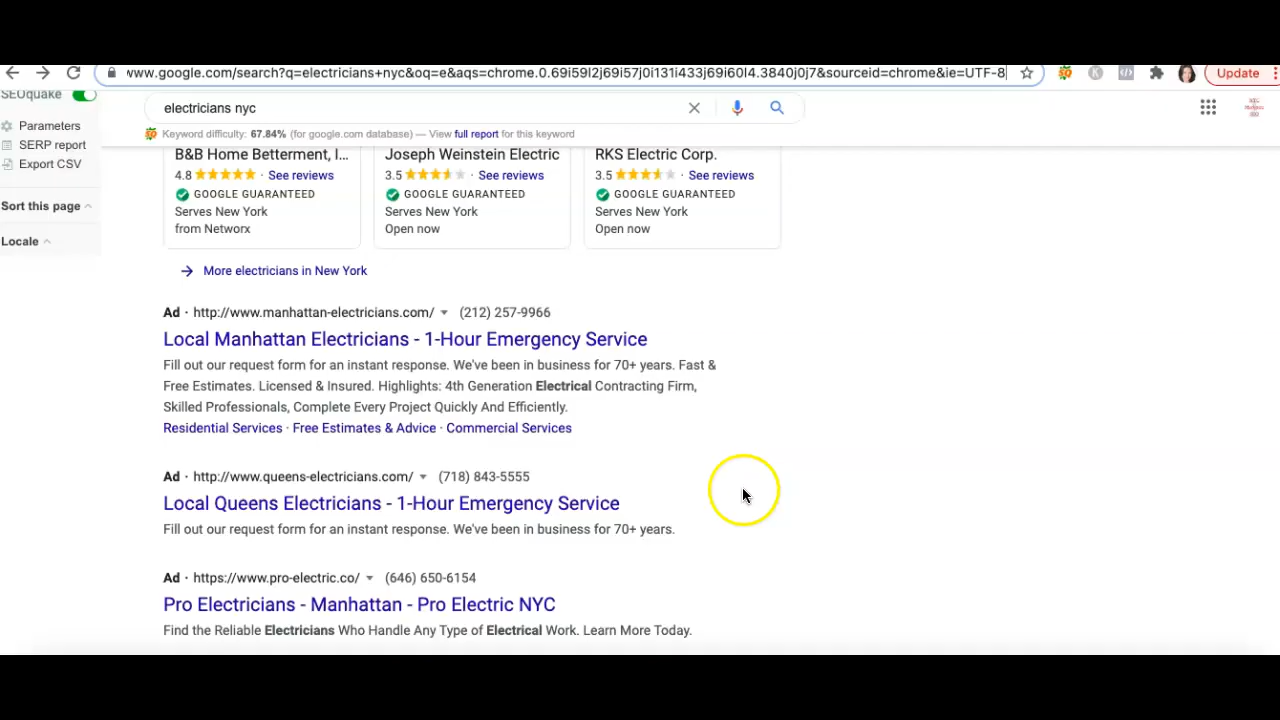 www.google.com/search?q=electricians+nyc&oq=e&aqs=chrome.0.69i59l2j69i57j0i131i433j69i60l4.3840j0j7&sourceid=chrome&ie=UTF-8
Update
SEOquake
electricians nyc
Parameters
Keyword difficulty: 67.84% (for google.com database) — View full report for this keyword
SERP report
Export CSV
Sort this page
Locale
B&B Home Betterment, I...
4.8 · See reviews
GOOGLE GUARANTEED
Serves New York
from Networx
Joseph Weinstein Electric
3.5 · See reviews
GOOGLE GUARANTEED
Serves New York
Open now
RKS Electric Corp.
3.5 · See reviews
GOOGLE GUARANTEED
Serves New York
Open now
More electricians in New York
Ad · http://www.manhattan-electricians.com/ (212) 257-9966
Local Manhattan Electricians - 1-Hour Emergency Service
Fill out our request form for an instant response. We've been in business for 70+ years. Fast &
Free Estimates. Licensed & Insured. Highlights: 4th Generation Electrical Contracting Firm,
Skilled Professionals, Complete Every Project Quickly And Efficiently.
Residential Services · Free Estimates & Advice · Commercial Services
Ad · http://www.queens-electricians.com/ (718) 843-5555
Local Queens Electricians - 1-Hour Emergency Service
Fill out our request form for an instant response. We've been in business for 70+ years.
Ad · https://www.pro-electric.co/ (646) 650-6154
Pro Electricians - Manhattan - Pro Electric NYC
Find the Reliable Electricians Who Handle Any Type of Electrical Work. Learn More Today.